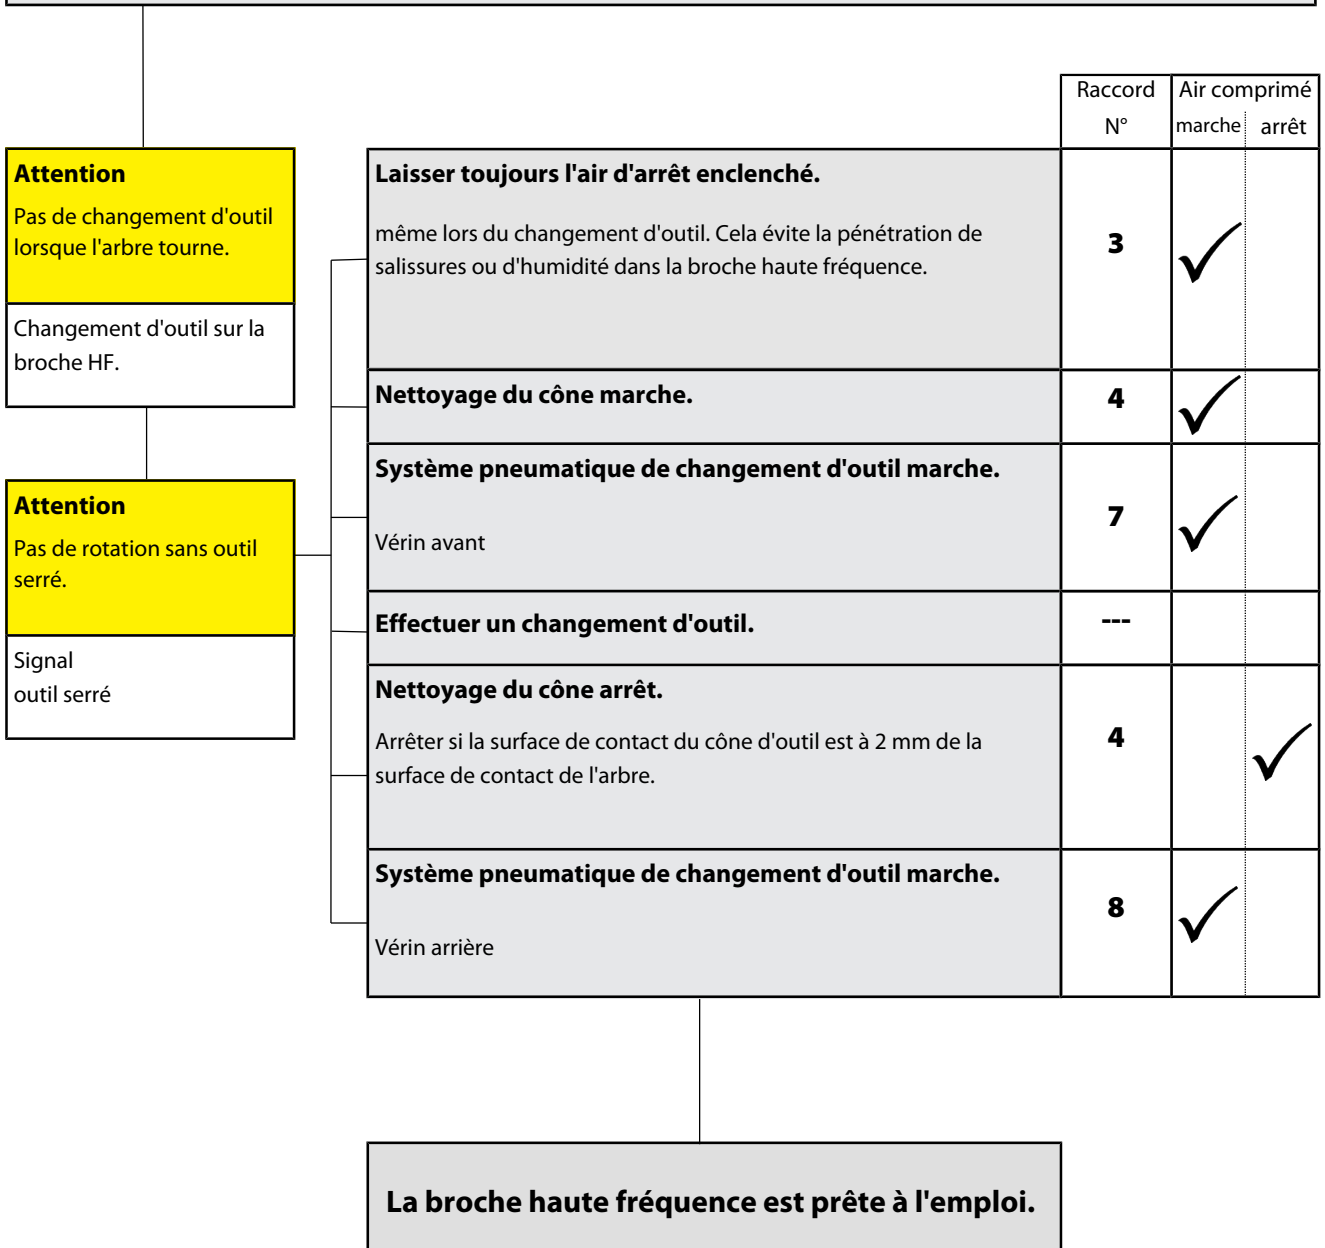 Raccord
N°
Air comprimé
marche
arrêt
Attention
Pas de changement d'outil
lorsque l'arbre tourne.
Changement d'outil sur la
broche HF.
Attention
Pas de rotation sans outil
serré.
Signal
outil serré
Laisser toujours l'air d'arrêt enclenché.
même lors du changement d'outil. Cela évite la pénétration de
salissures ou d'humidité dans la broche haute fréquence.
3
Nettoyage du cône marche.
4
Système pneumatique de changement d'outil marche.
Vérin avant
7
Effectuer un changement d'outil.
---
Nettoyage du cône arrêt.
Arrêter si la surface de contact du cône d'outil est à 2 mm de la
surface de contact de l'arbre.
4
Système pneumatique de changement d'outil marche.
Vérin arrière
8
La broche haute fréquence est prête à l'emploi.